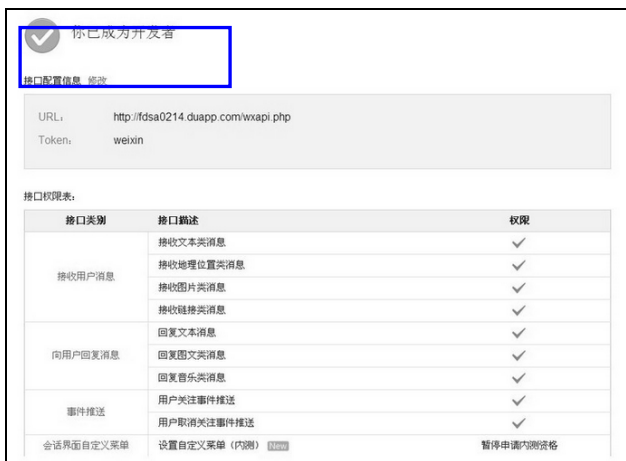 你已成为开发者
接口配置信息 修改
URL: http://fdsa0214.duapp.com/wxapi.php
Token: weixin
接口权限表:
接口类别 接口描述 权限
接收用户消息 接收文本类消息
接收地理位置类消息
接收图片类消息
接收链接类消息
向用户回复消息 回复文本消息
回复图文类消息
回复音乐类消息
事件推送 用户关注事件推送
用户取消关注事件推送
会话界面自定义菜单 设置自定义菜单（内测） New 暂停申请内测资格